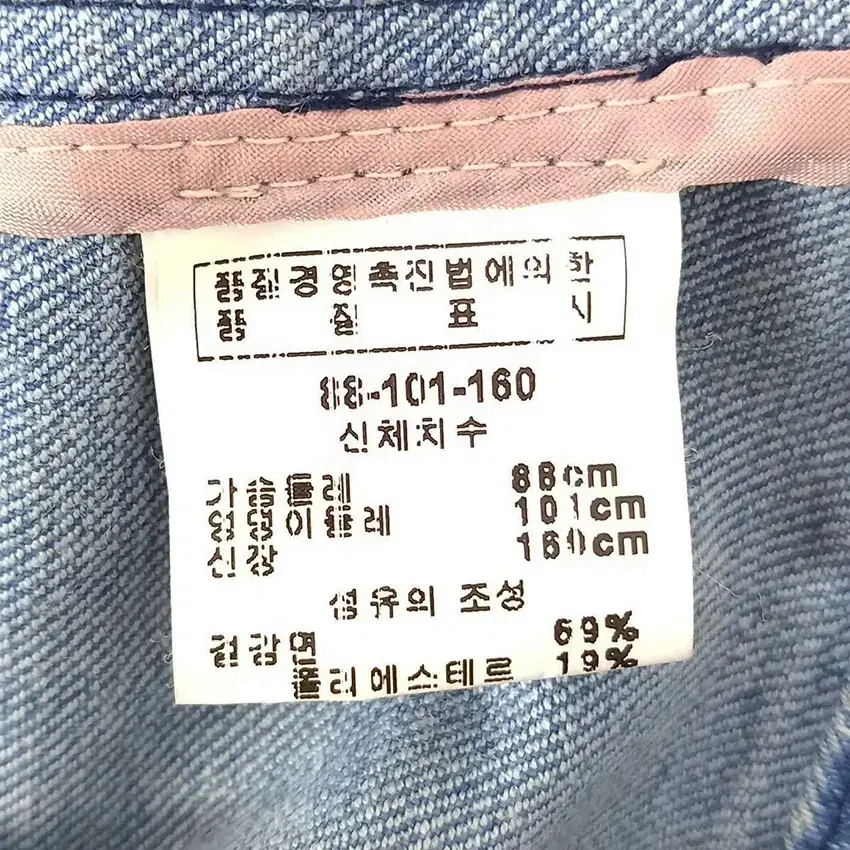 품질경영촉진법에의한
품 질 표 시
88-101-160
신체치수
가슴둘레 88cm
엉덩이둘레 101cm
신장 160cm
섬유의 조성
겉감 면 69%
폴리에스테르 19%